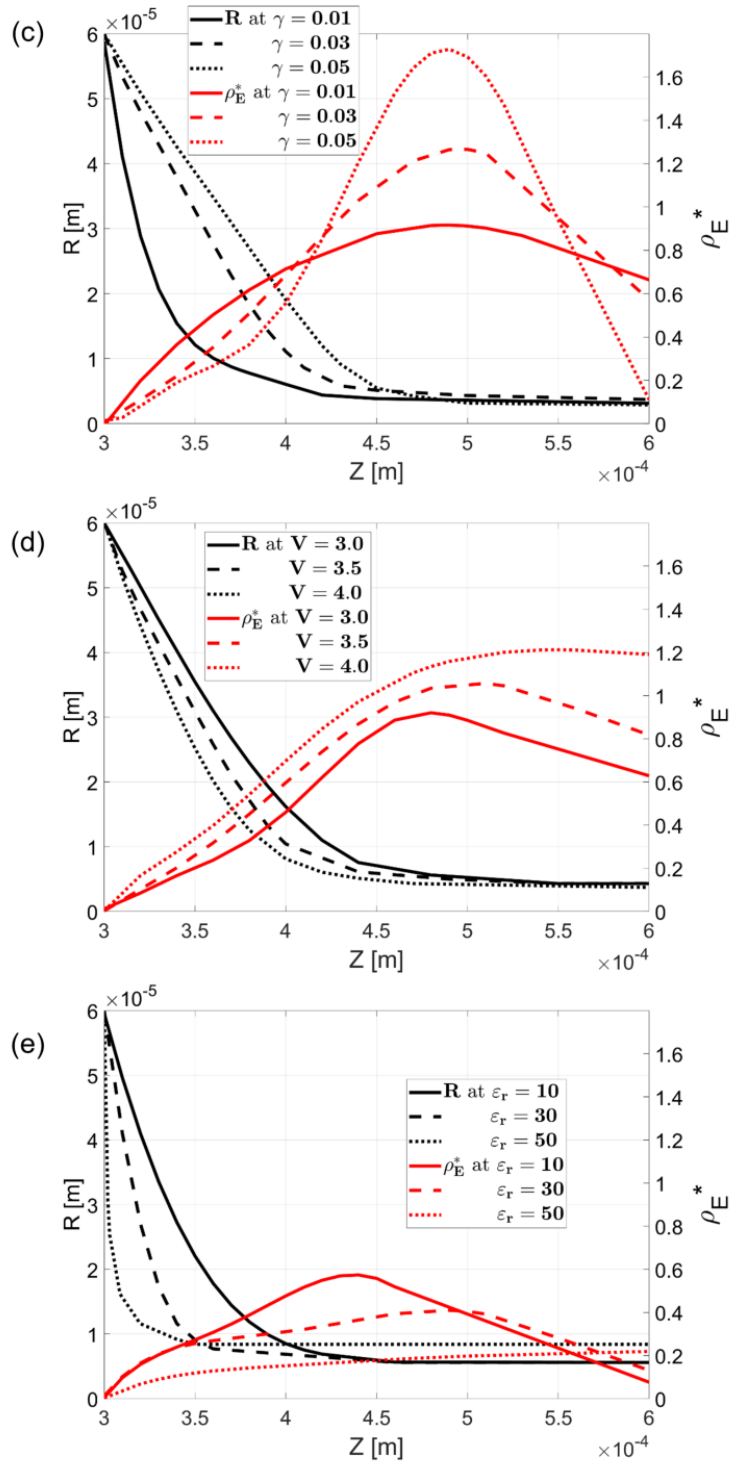 (c)
×10⁻⁵
R at γ = 0.01
γ = 0.03
γ = 0.05
ρ*E at γ = 0.01
γ = 0.03
γ = 0.05
6
5
4
3
2
1
0
R [m]
1.6
1.4
1.2
1
0.8
0.6
0.4
0.2
0
ρE*
3
3.5
4
4.5
5
5.5
6
Z [m]
×10⁻⁴
(d)
×10⁻⁵
R at V = 3.0
V = 3.5
V = 4.0
ρ*E at V = 3.0
V = 3.5
V = 4.0
6
5
4
3
2
1
0
R [m]
1.6
1.4
1.2
1
0.8
0.6
0.4
0.2
0
ρE*
3
3.5
4
4.5
5
5.5
6
Z [m]
×10⁻⁴
(e)
×10⁻⁵
R at εr = 10
εr = 30
εr = 50
ρ*E at εr = 10
εr = 30
εr = 50
6
5
4
3
2
1
0
R [m]
1.6
1.4
1.2
1
0.8
0.6
0.4
0.2
0
ρE*
3
3.5
4
4.5
5
5.5
6
Z [m]
×10⁻⁴